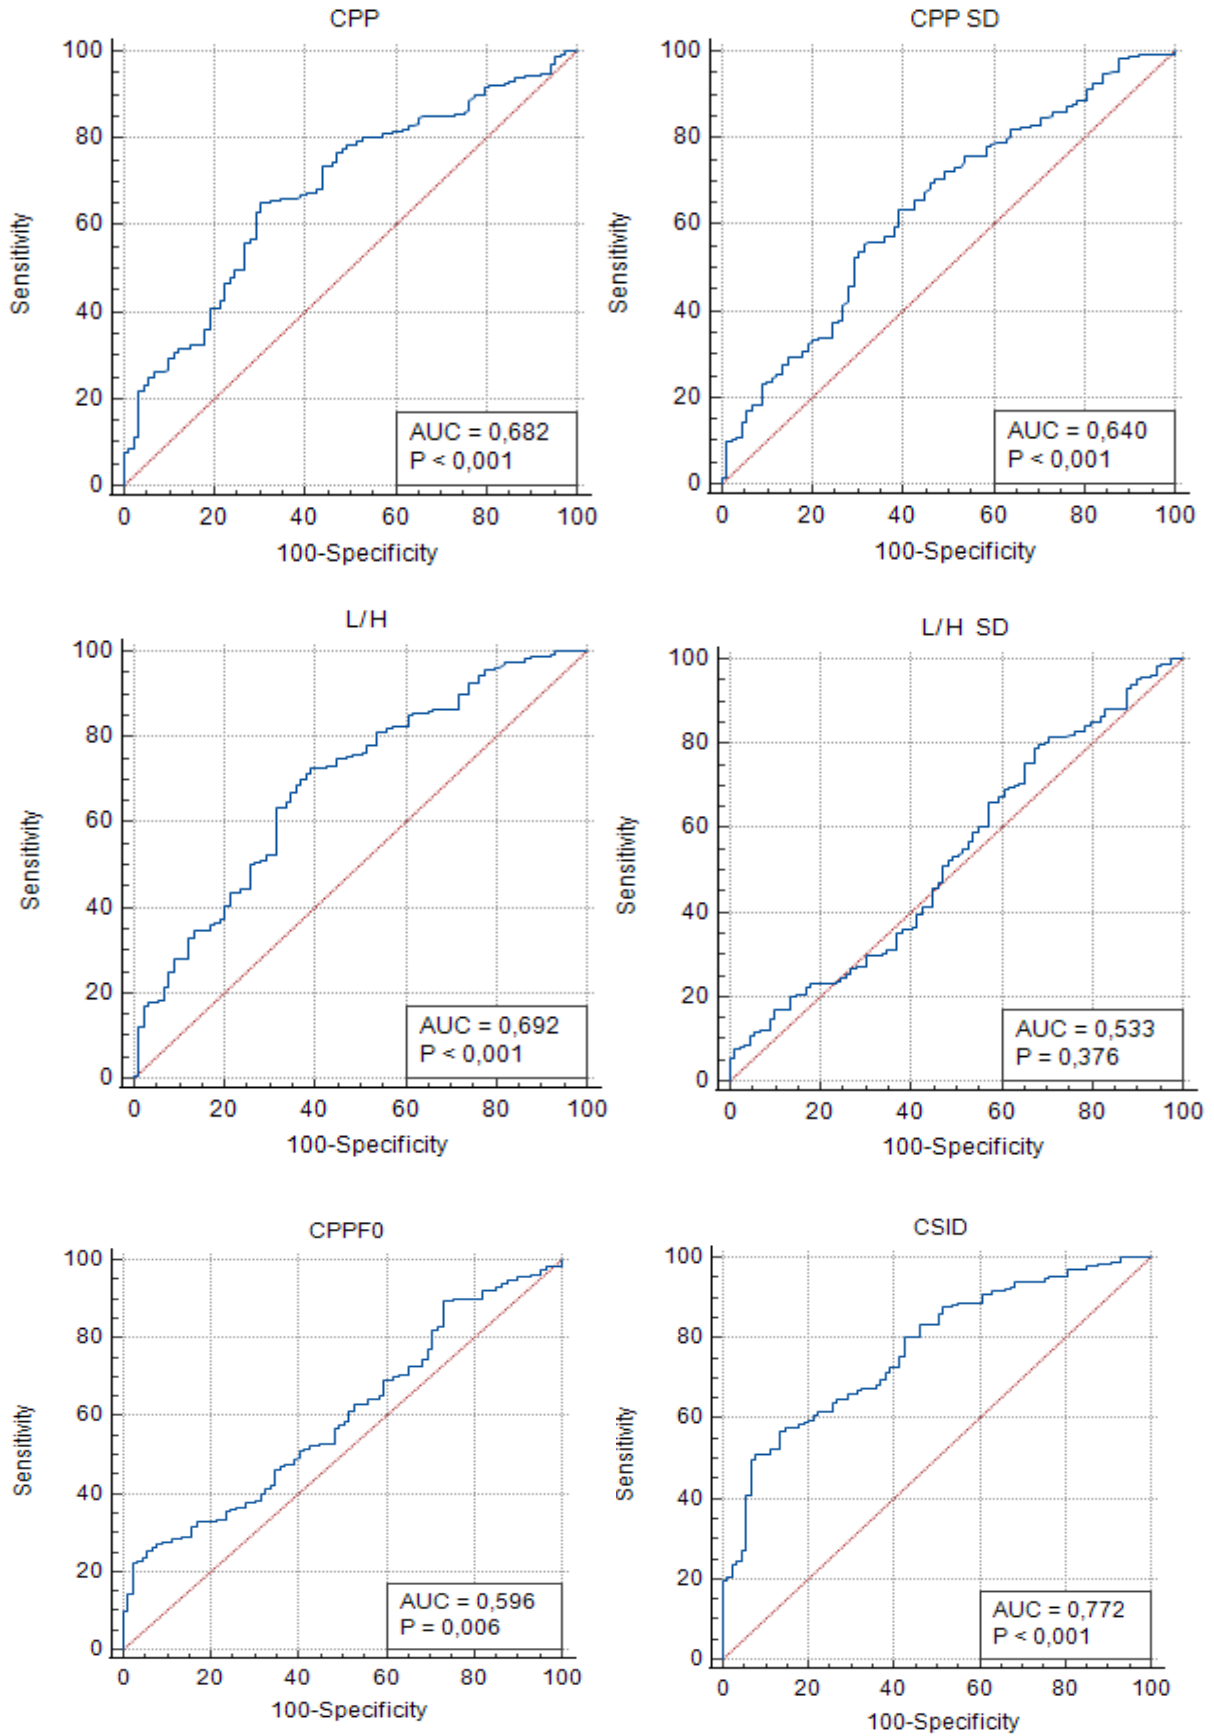 CPP
100
80
60
40
20
0
Sensitivity
AUC = 0,682
P < 0,001
0 20 40 60 80 100
100-Specificity
CPP SD
100
80
60
40
20
0
Sensitivity
AUC = 0,640
P < 0,001
0 20 40 60 80 100
100-Specificity
L/H
100
80
60
40
20
0
Sensitivity
AUC = 0,692
P < 0,001
0 20 40 60 80 100
100-Specificity
L/H SD
100
80
60
40
20
0
Sensitivity
AUC = 0,533
P = 0,376
0 20 40 60 80 100
100-Specificity
CPPF0
100
80
60
40
20
0
Sensitivity
AUC = 0,596
P = 0,006
0 20 40 60 80 100
100-Specificity
CSID
100
80
60
40
20
0
Sensitivity
AUC = 0,772
P < 0,001
0 20 40 60 80 100
100-Specificity